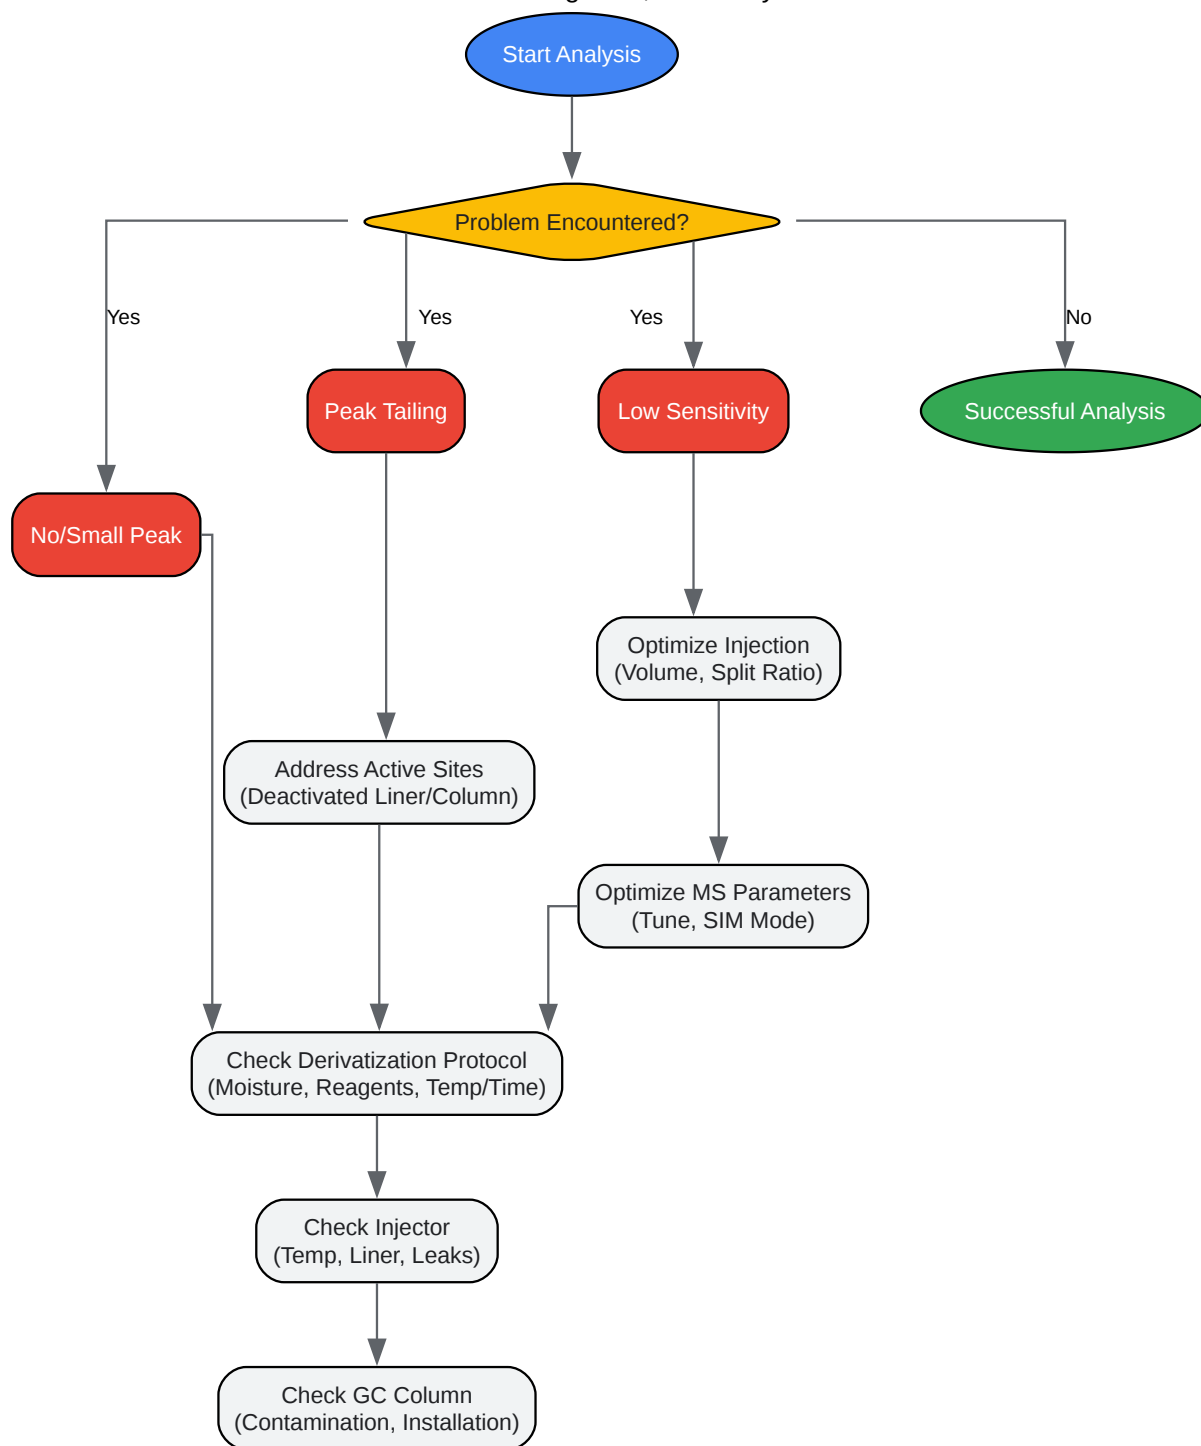 Start Analysis
Problem Encountered?
Yes
Yes
Yes
No
Peak Tailing
Low Sensitivity
Successful Analysis
No/Small Peak
Optimize Injection
(Volume, Split Ratio)
Address Active Sites
(Deactivated Liner/Column)
Optimize MS Parameters
(Tune, SIM Mode)
Check Derivatization Protocol
(Moisture, Reagents, Temp/Time)
Check Injector
(Temp, Liner, Leaks)
Check GC Column
(Contamination, Installation)